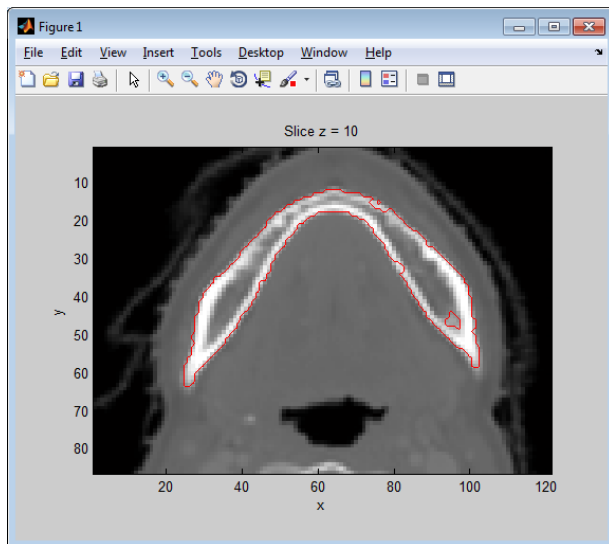 Figure 1
File Edit View Insert Tools Desktop Window Help
Slice z = 10
10
20
30
40
50
60
70
80
y
20 40 60 80 100 120
x